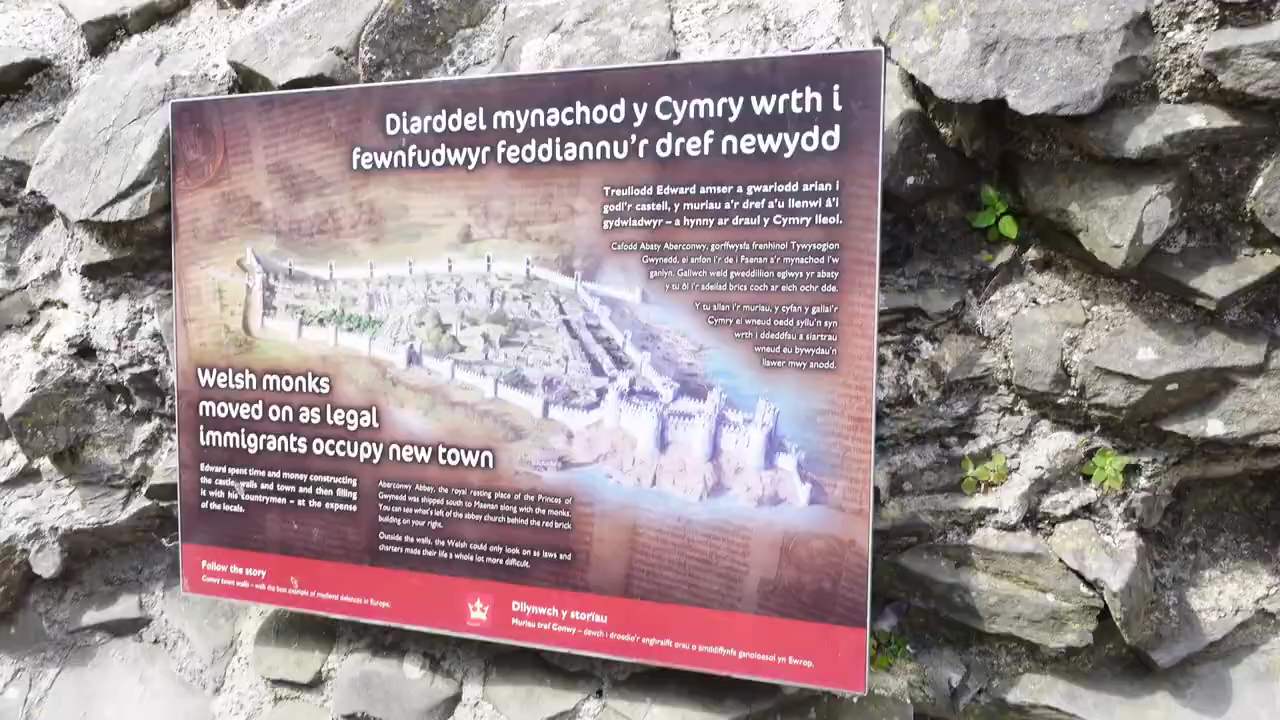 Diarddel mynachod y Cymry wrth i
fewnfudwyr feddiannu'r dref newydd
Treuliodd Edward amser a gwariodd arian i
godi'r castell, y muriau a'r dref a'u llenwi â'i
gydwladwyr – a hynny ar draul y Cymry lleol.
Cafodd Abaty Aberconwy, gorffwysfa frenhinol Tywysogion
Gwynedd, ei anfon i'r de i Faenan a'r mynachod i'w
ganlyn. Gallwch weld gweddillion eglwys yr abaty
y tu ôl i'r adeilad brics coch ar eich ochr dde.
Y tu allan i'r muriau, y cyfan y gallai'r
Cymry ei wneud oedd syllu'n syn
wrth i ddeddfau a siartrau
wneud eu bywydau'n
llawer mwy anodd.
Welsh monks
moved on as legal
immigrants occupy new town
Edward spent time and money constructing
the castle, walls and town and then filling
it with his countrymen – at the expense
of the locals.
Aberconwy Abbey, the royal resting place of the Princes of
Gwynedd was shipped south to Maenan along with the monks.
You can see what's left of the abbey church behind the red brick
building on your right.
Outside the walls, the Welsh could only look on as laws and
charters made their life a whole lot more difficult.
Follow the story
Conwy town walls – walk the best example of medieval defences in Europe.
Dilynwch y storïau
Muriau tref Conwy – dewch i droedio'r enghraifft orau o amddiffynfa ganoloesol yn Ewrop.